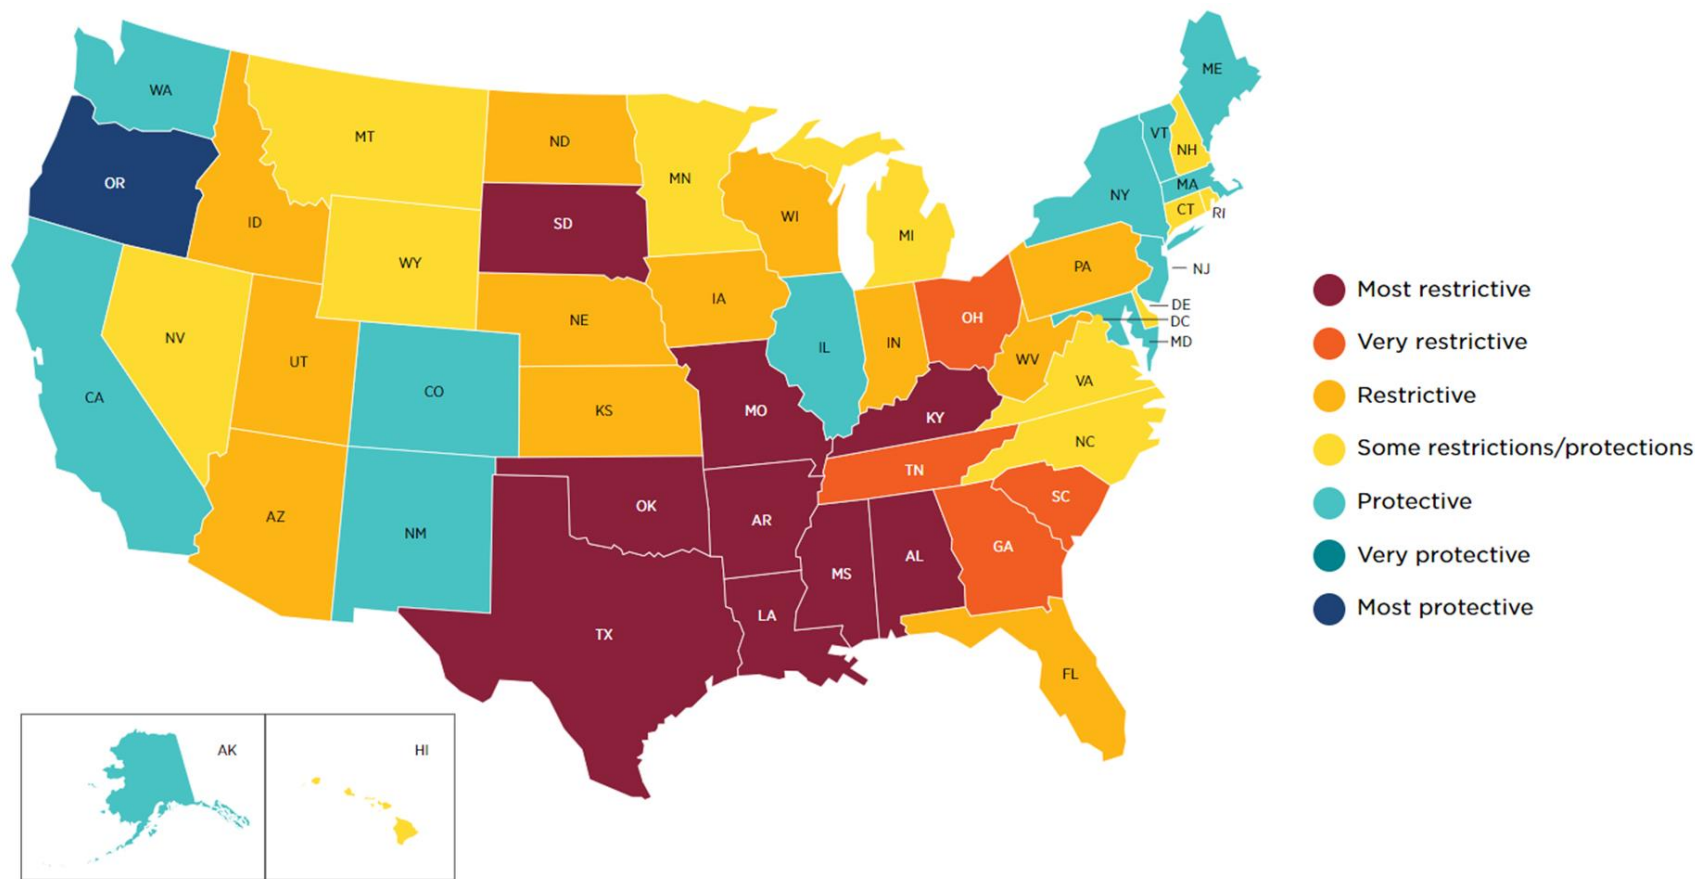 ME
WA
MT
ND
VT
NH
MN
OR
MA
NY
ID
SD
WI
CT
RI
MI
WY
PA
NJ
IA
DE
NE
OH
DC
NV
MD
UT
IL
IN
WV
CO
VA
CA
KS
MO
KY
NC
TN
SC
OK
AZ
AR
NM
GA
AL
MS
LA
TX
FL
AK
HI
Most restrictive
Very restrictive
Restrictive
Some restrictions/protections
Protective
Very protective
Most protective